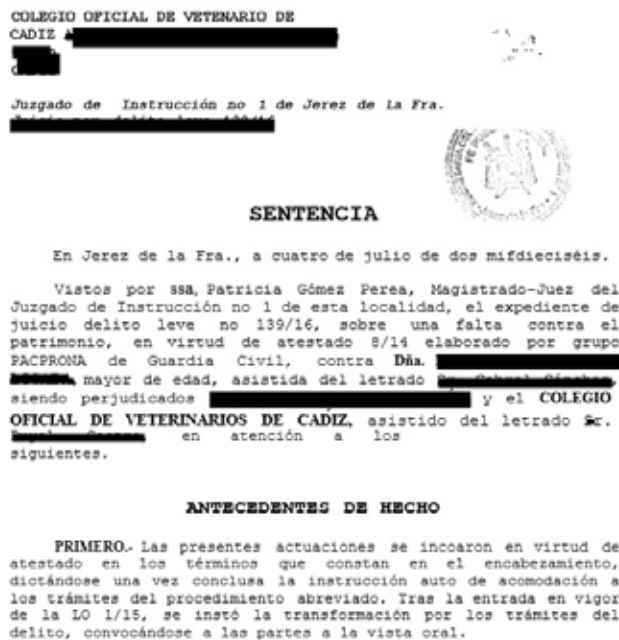 COLEGIO OFICIAL DE VETENARIO DE
CADIZ
Juzgado de Instrucción no 1 de Jerez de la Fra.
SENTENCIA
En Jerez de la Fra., a cuatro de julio de dos mifdieciséis.
Vistos por ssa, Patricia Gómez Perea, Magistrado-Juez del
Juzgado de Instrucción no 1 de esta localidad, el expediente de
juicio delito leve no 139/16, sobre una falta contra el
patrimonio, en virtud de atestado 8/14 elaborado por grupo
PACPRONA de Guardia Civil, contra Dña.
mayor de edad, asistida del letrado
siendo perjudicados y el COLEGIO
OFICIAL DE VETERINARIOS DE CADIZ, asistido del letrado Sr.
en atención a los
siguientes.
ANTECEDENTES DE HECHO
PRIMERO.- Las presentes actuaciones se incoaron en virtud de
atestado en los términos que constan en el encabezamiento,
dictándose una vez conclusa la instrucción auto de acomodación a
los trámites del procedimiento abreviado. Tras la entrada en vigor
de la LO 1/15, se instó la transformación por los trámites del
delito, convocándose a las partes a la vista oral.